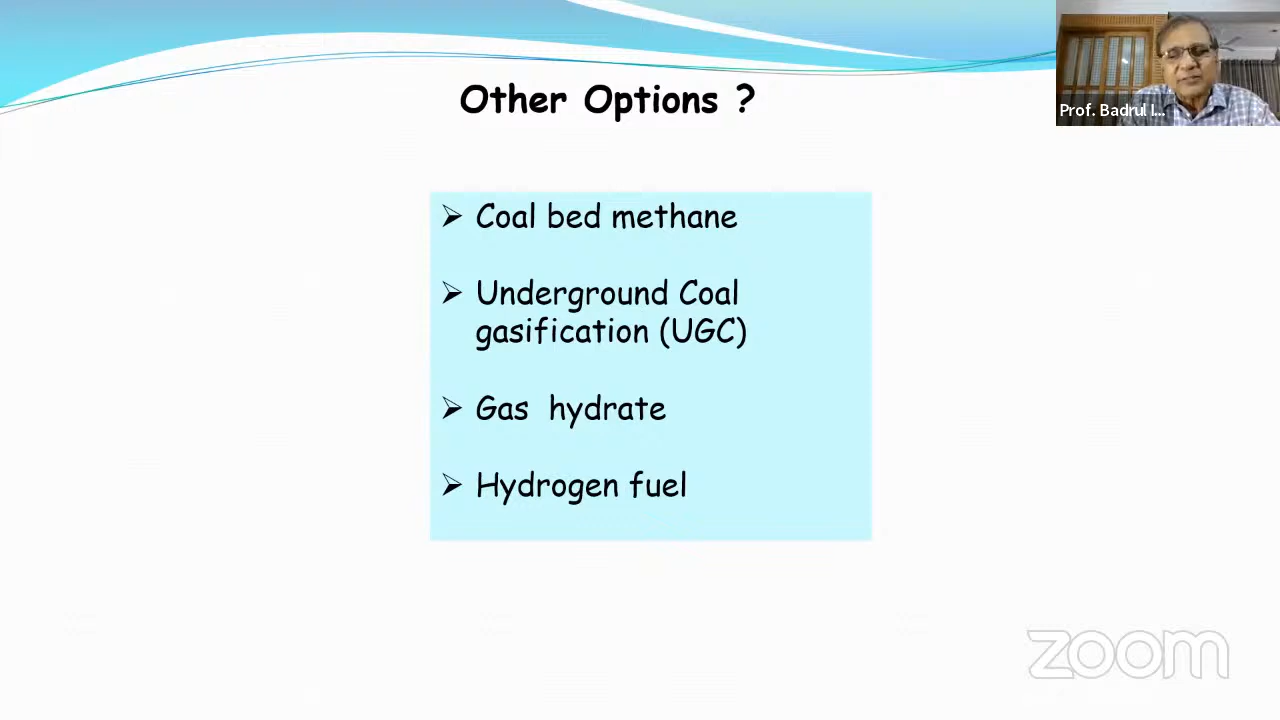 Other Options ?
Prof. Badrul I...
➢ Coal bed methane
➢ Underground Coal
gasification (UGC)
➢ Gas hydrate
➢ Hydrogen fuel
zoom